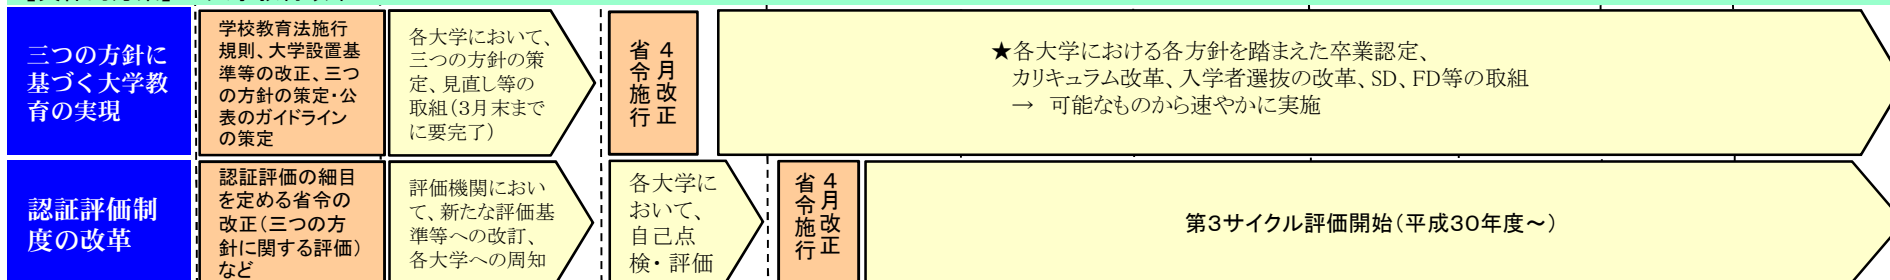 三つの方針に
基づく大学教
育の実現
学校教育法施行
規則、大学設置基
準等の改正、三つ
の方針の策定・公
表のガイドライン
の策定
各大学において、
三つの方針の策
定、見直し等の
取組(3月末まで
に要完了)
4月改正
省令施行
★各大学における各方針を踏まえた卒業認定、
カリキュラム改革、入学者選抜の改革、SD、FD等の取組
→ 可能なものから速やかに実施
認証評価制
度の改革
認証評価の細目
を定める省令の
改正(三つの方
針に関する評価)
など
評価機関におい
て、新たな評価基
準等への改訂、
各大学への周知
各大学に
おいて、
自己点
検・評価
4月改正
省令施行
第3サイクル評価開始(平成30年度～)